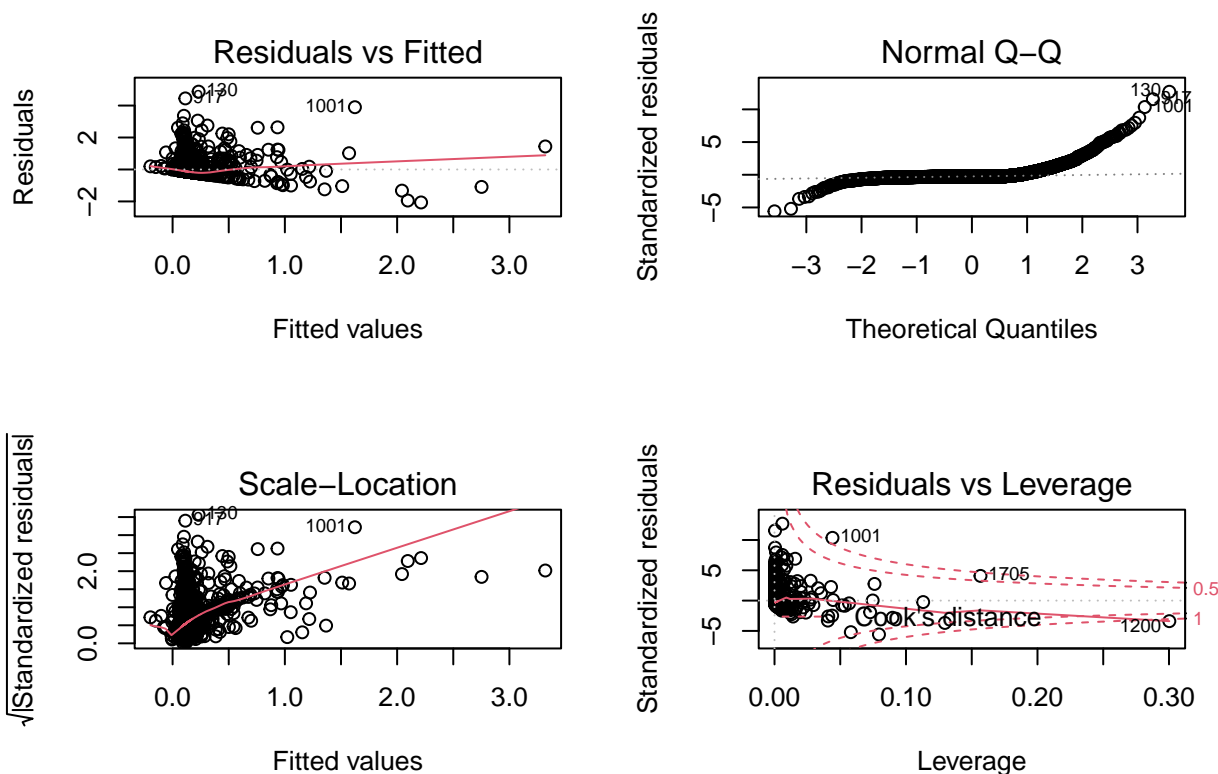 Residuals vs Fitted
Residuals
2
−2
130
917
1001
0.0 1.0 2.0 3.0
Fitted values
Normal Q−Q
Standardized residuals
5
−5
130 917
1001
−3 −2 −1 0 1 2 3
Theoretical Quantiles
Scale−Location
√|Standardized residuals|
2.0
0.0
130
917
1001
0.0 1.0 2.0 3.0
Fitted values
Residuals vs Leverage
Standardized residuals
5
−5
1001
1705
0.5
1
Cook's distance
1200
0.00 0.10 0.20 0.30
Leverage